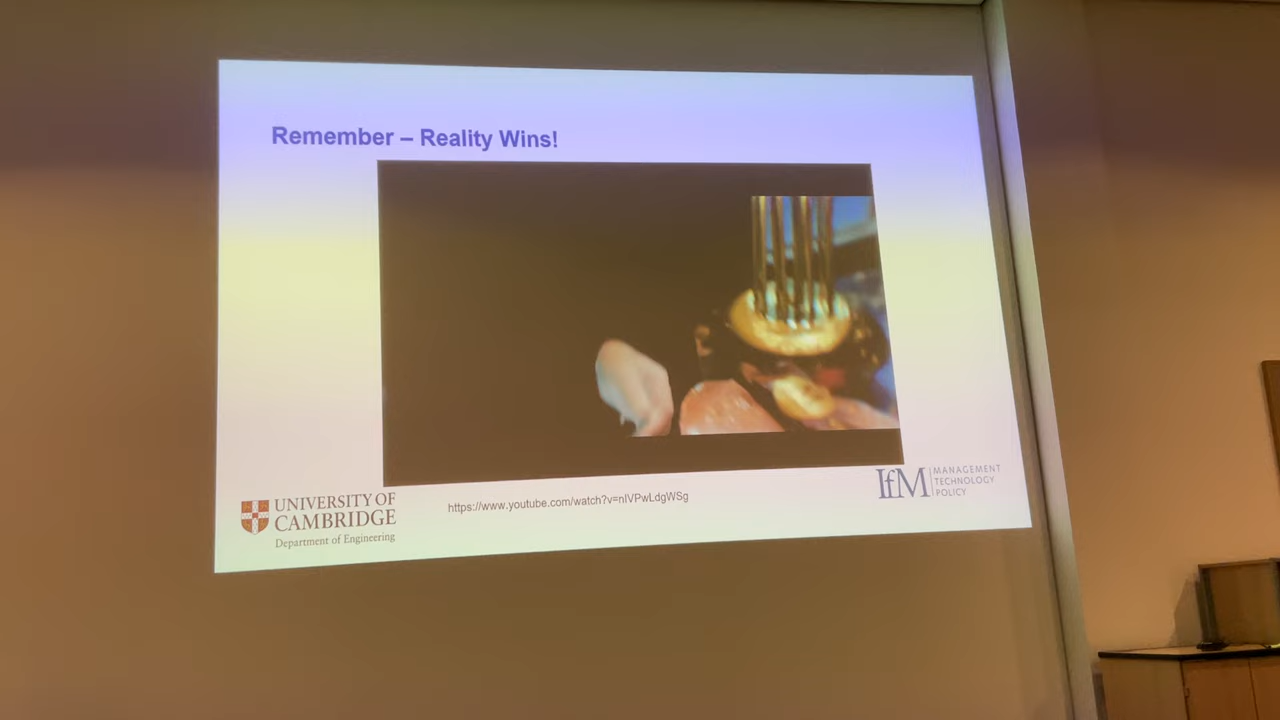 Remember – Reality Wins!
UNIVERSITY OF
CAMBRIDGE
Department of Engineering
https://www.youtube.com/watch?v=nIVPwLdgWSg
IfM
MANAGEMENT
TECHNOLOGY
POLICY